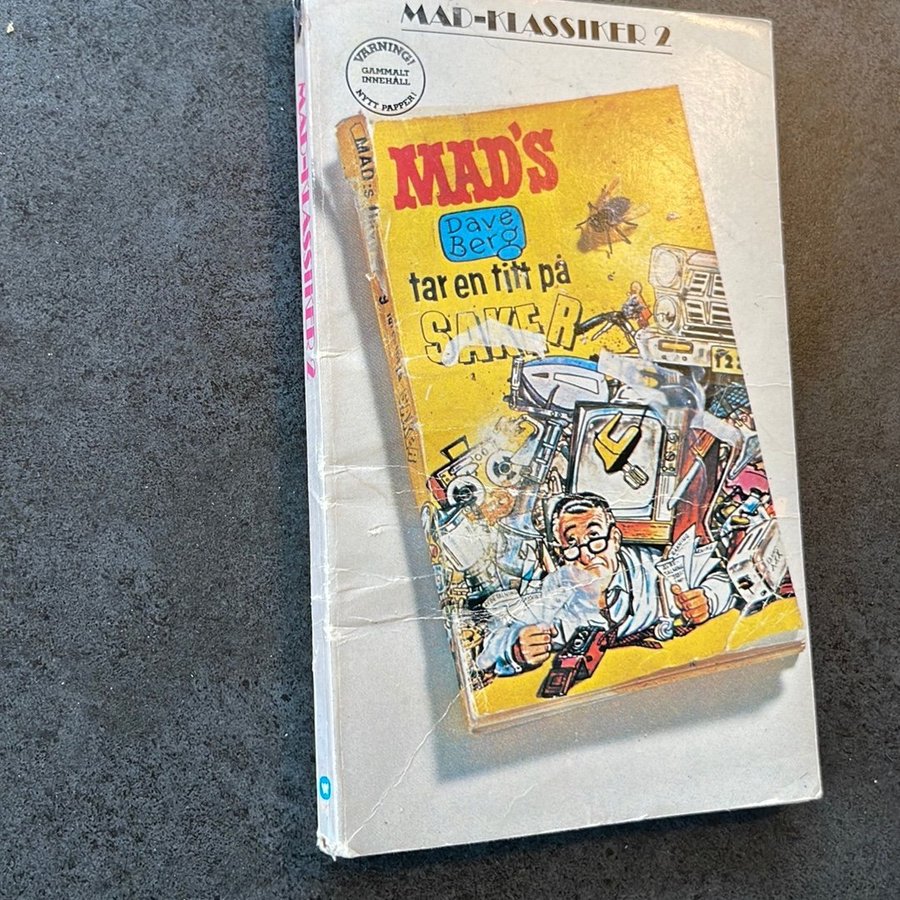 MAD-KLASSIKER 2
VARNING!
GAMMALT
INNEHÅLL
NYTT PAPPER!
MAD-KLASSIKER 2
MAD:s
MAD'S
Dave
Berg
tar en titt på
SAKER